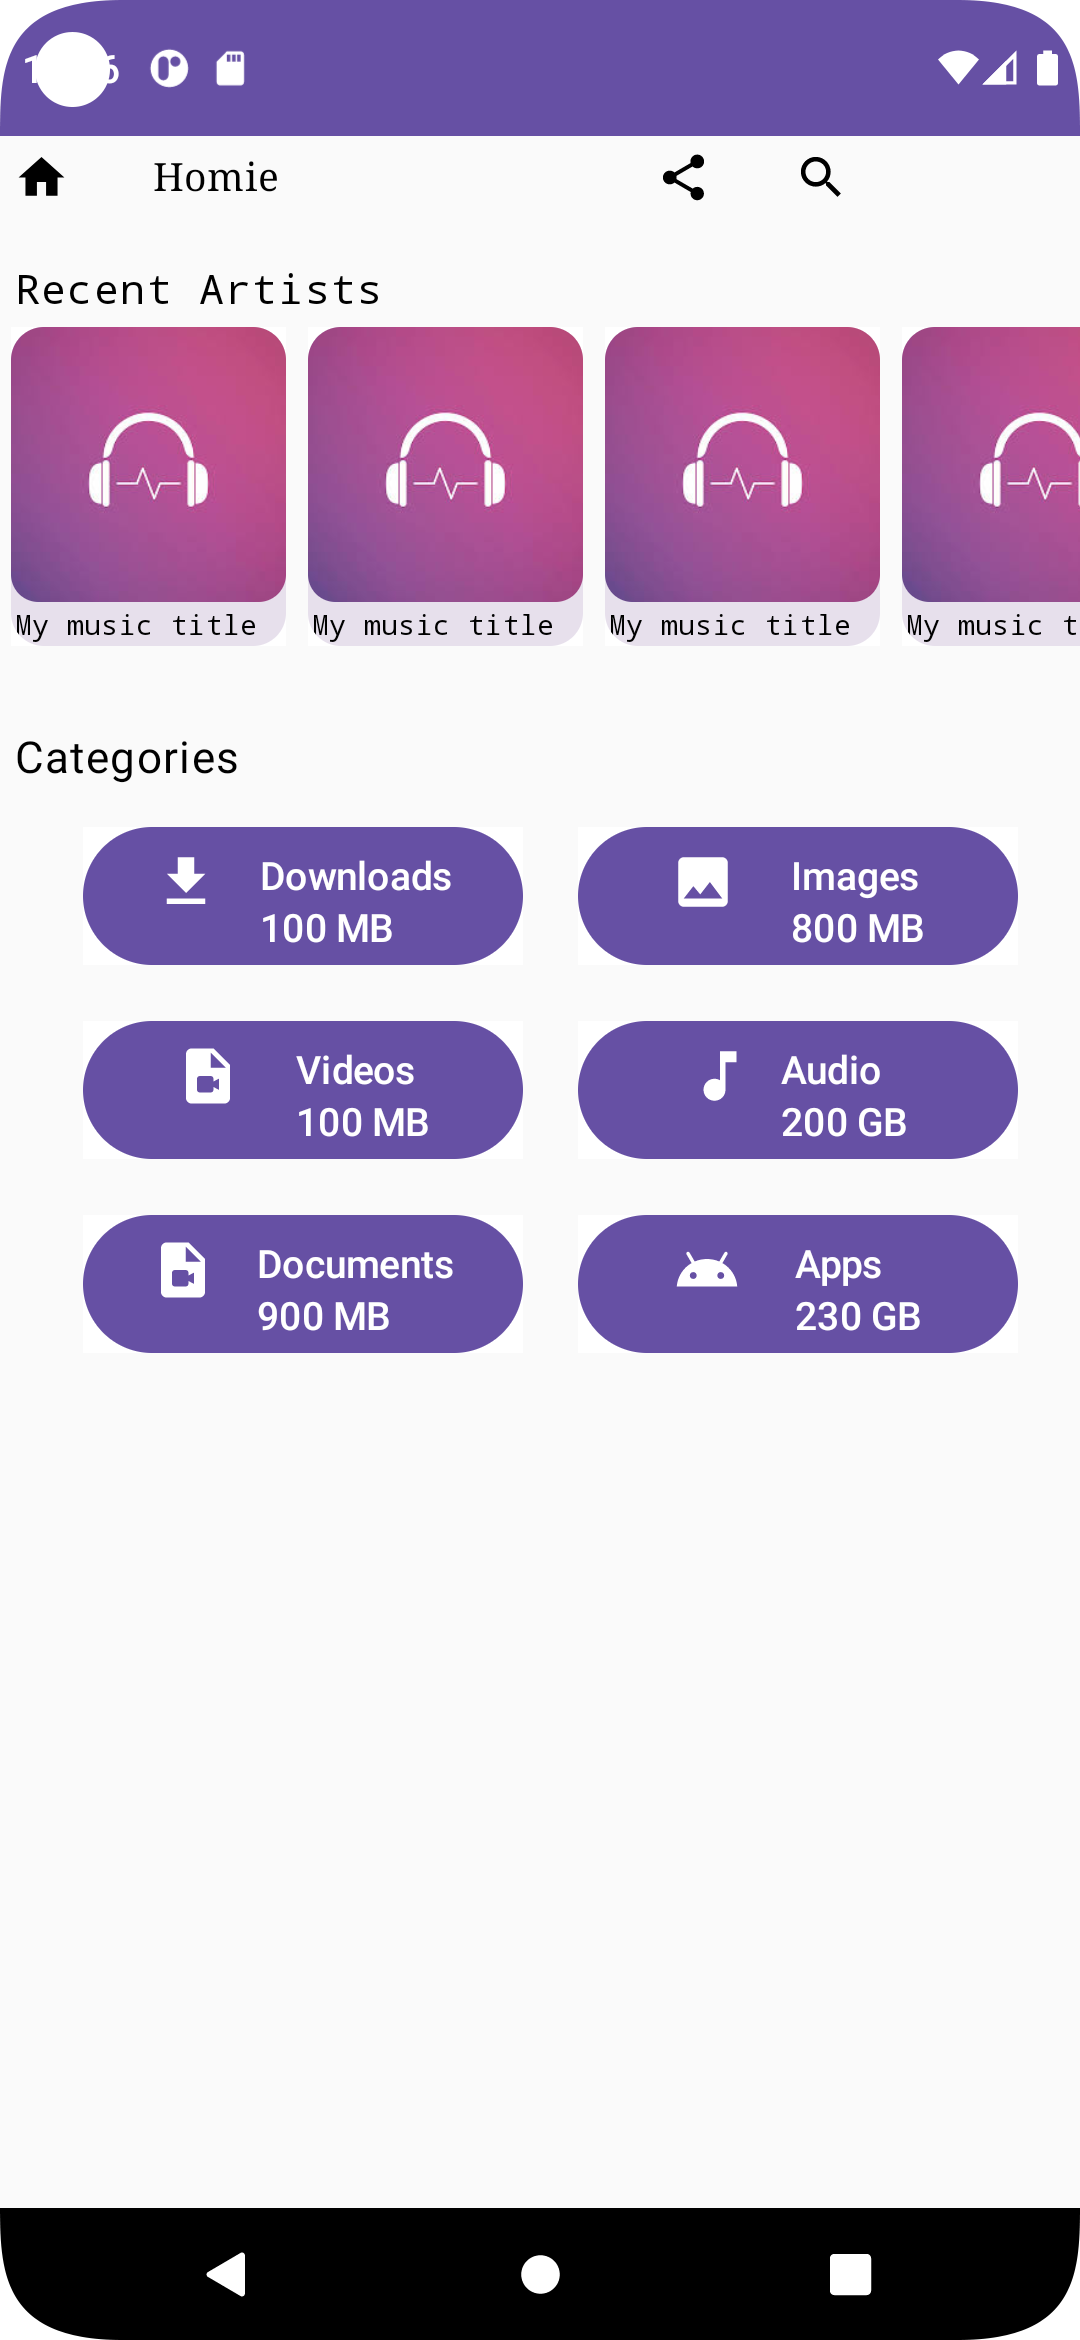 Homie
Recent Artists
My music title My music title My music title My music t
Categories
Downloads
100 MB
Images
800 MB
Videos
100 MB
Audio
200 GB
Documents
900 MB
Apps
230 GB